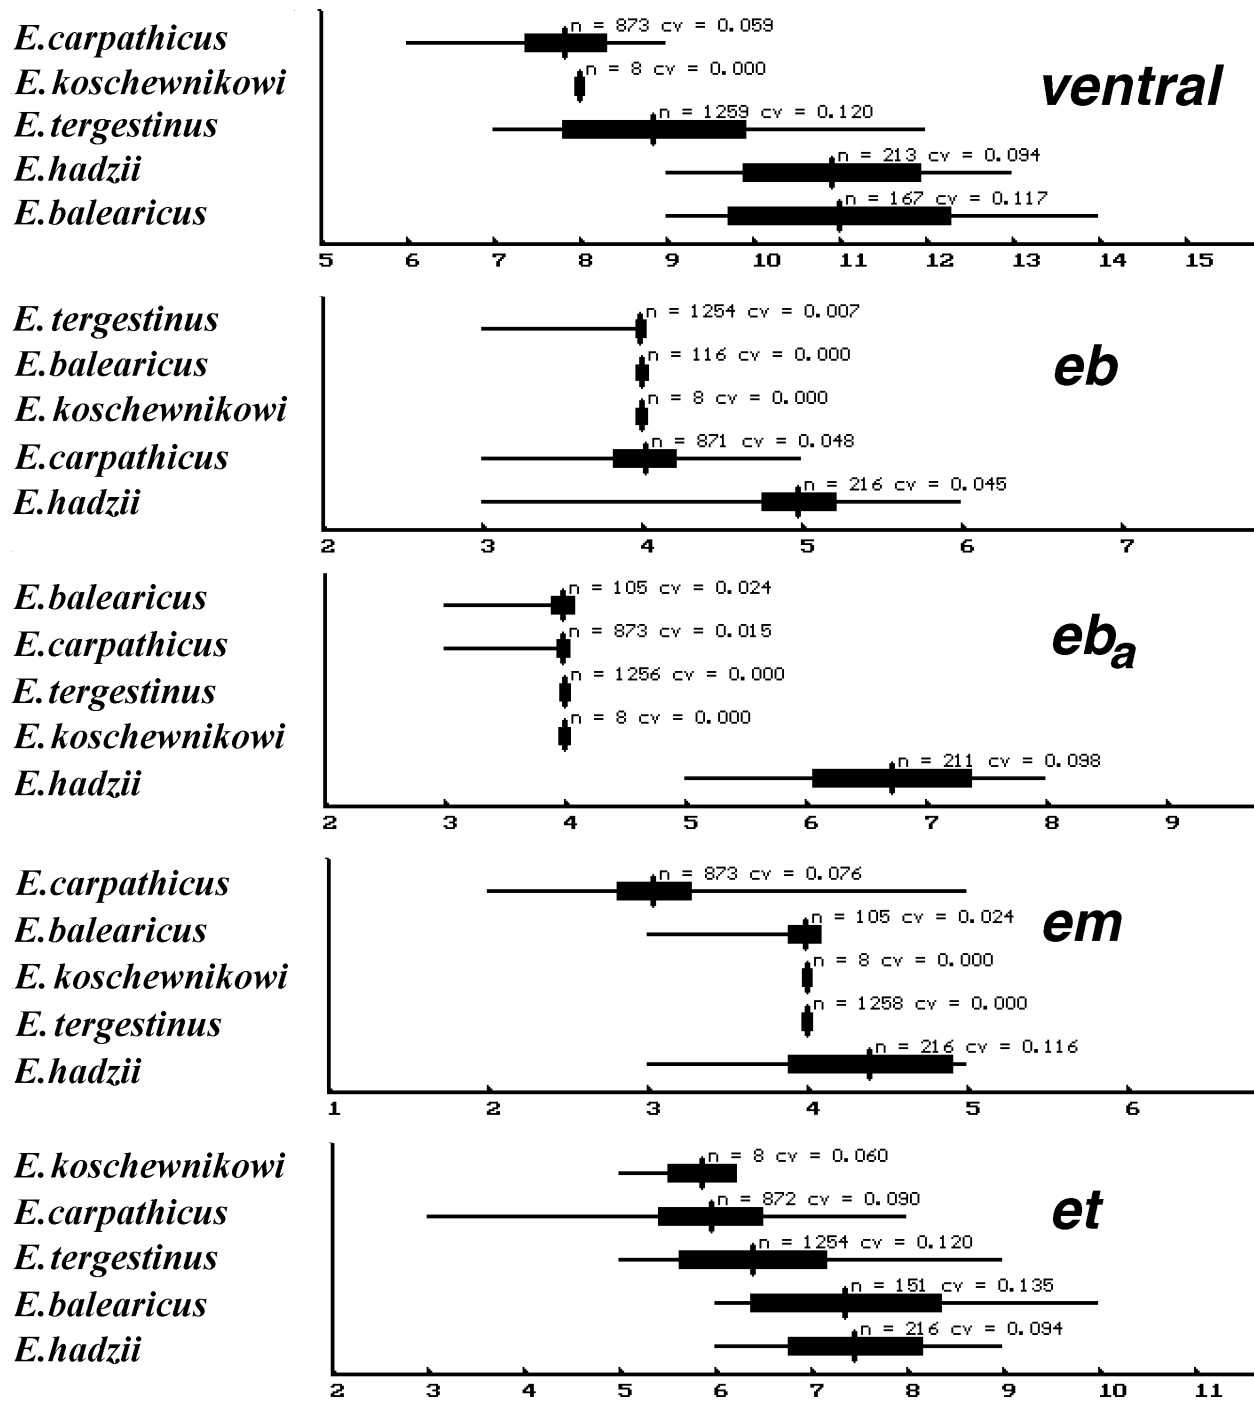 E.carpathicus n = 873 cv = 0.059
E.koschewnikowi n = 8 cv = 0.000
ventral
E.tergestinus n = 1259 cv = 0.120
E.hadzii n = 213 cv = 0.094
E.balearicus n = 167 cv = 0.117
5 6 7 8 9 10 11 12 13 14 15
E. tergestinus n = 1254 cv = 0.007
E.balearicus n = 116 cv = 0.000
eb
E. koschewnikowi n = 8 cv = 0.000
E.carpathicus n = 871 cv = 0.048
E.hadzii n = 216 cv = 0.045
2 3 4 5 6 7
E.balearicus n = 105 cv = 0.024
E.carpathicus n = 873 cv = 0.015
eba
E.tergestinus n = 1256 cv = 0.000
E.koschewnikowi n = 8 cv = 0.000
E.hadzii n = 211 cv = 0.098
2 3 4 5 6 7 8 9
E.carpathicus n = 873 cv = 0.076
E.balearicus n = 105 cv = 0.024
em
E. koschewnikowi n = 8 cv = 0.000
E. tergestinus n = 1258 cv = 0.000
E.hadzii n = 216 cv = 0.116
1 2 3 4 5 6
E. koschewnikowi n = 8 cv = 0.060
E.carpathicus n = 872 cv = 0.090
et
E.tergestinus n = 1254 cv = 0.120
E.balearicus n = 151 cv = 0.135
E.hadzii n = 216 cv = 0.094
2 3 4 5 6 7 8 9 10 11